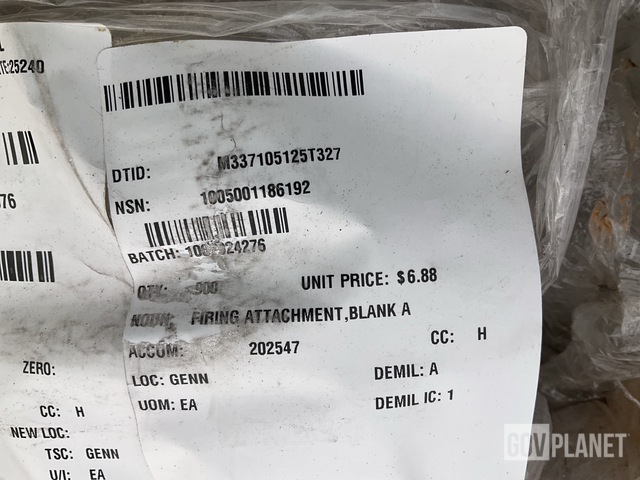 TE:25240
DTID: M337105125T327
NSN: 1005001186192
BATCH:
UNIT PRICE: $6.88
NOUN: FIRING ATTACHMENT,BLANK A
ACCUM: 202547
CC: H
LOC: GENN
DEMIL: A
UOM: EA
DEMIL IC: 1
ZERO:
CC: H
NEW LOC:
TSC: GENN
U/I: EA
GOVPLANET